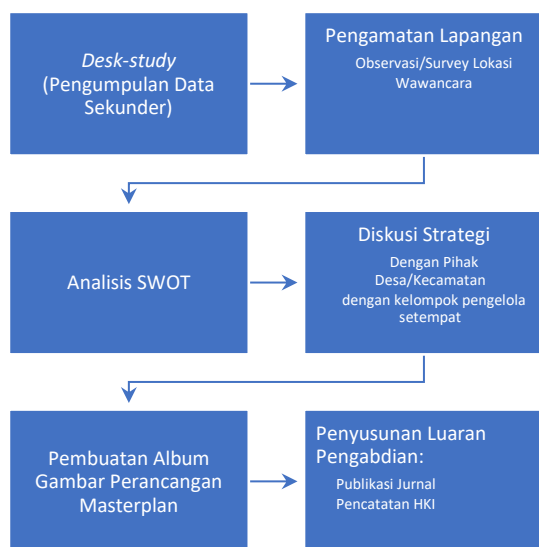 Desk-study
(Pengumpulan Data
Sekunder)
Pengamatan Lapangan
Observasi/Survey Lokasi
Wawancara
Analisis SWOT
Diskusi Strategi
Dengan Pihak
Desa/Kecamatan
dengan kelompok pengelola
setempat
Pembuatan Album
Gambar Perancangan
Masterplan
Penyusunan Luaran
Pengabdian:
Publikasi Jurnal
Pencatatan HKI